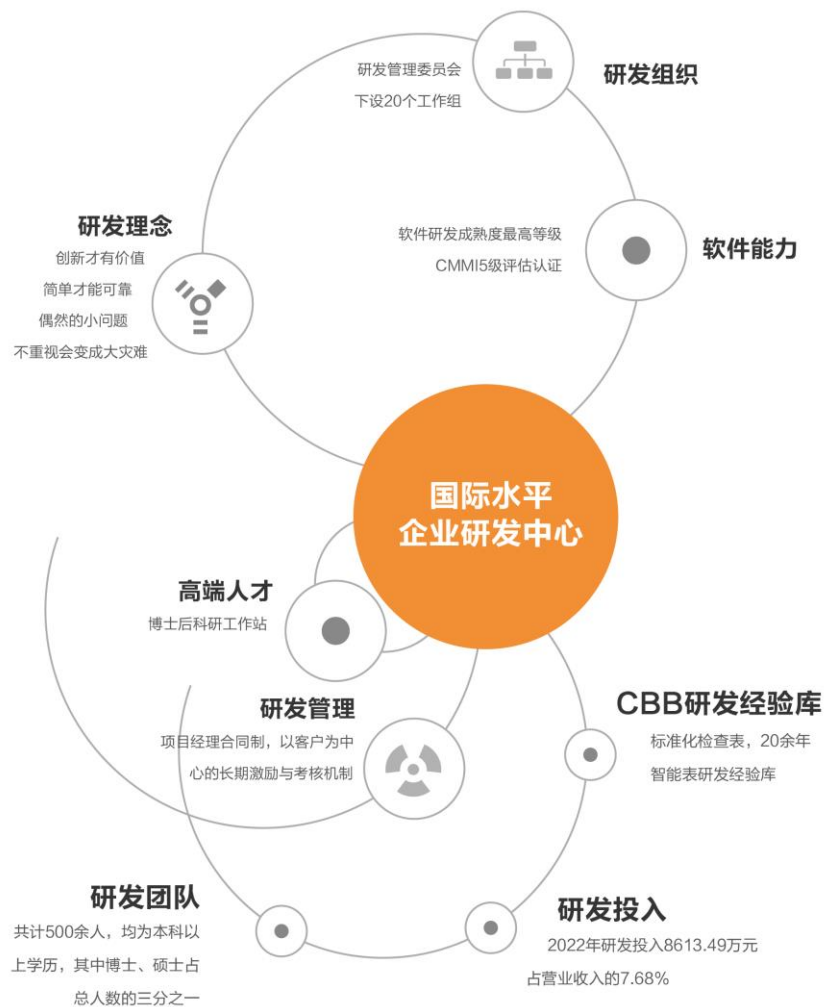 研发组织
研发管理委员会
下设20个工作组
研发理念
创新才有价值
简单才能可靠
偶然的小问题
不重视会变成大灾难
软件能力
软件研发成熟度最高等级
CMMI5级评估认证
国际水平
企业研发中心
高端人才
博士后科研工作站
研发管理
项目经理合同制，以客户为中
心的长期激励与考核机制
CBB研发经验库
标准化检查表，20余年
智能表研发经验库
研发团队
共计500余人，均为本科以
上学历，其中博士、硕士占
总人数的三分之一
研发投入
2022年研发投入8613.49万元
占营业收入的7.68%